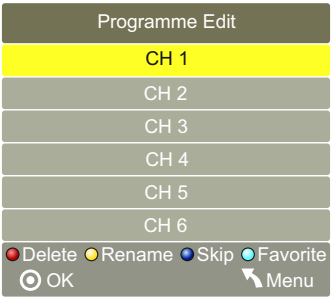 Programme Edit
CH 1
CH 2
CH 3
CH 4
CH 5
CH 6
Delete Rename Skip Favorite
OK Menu